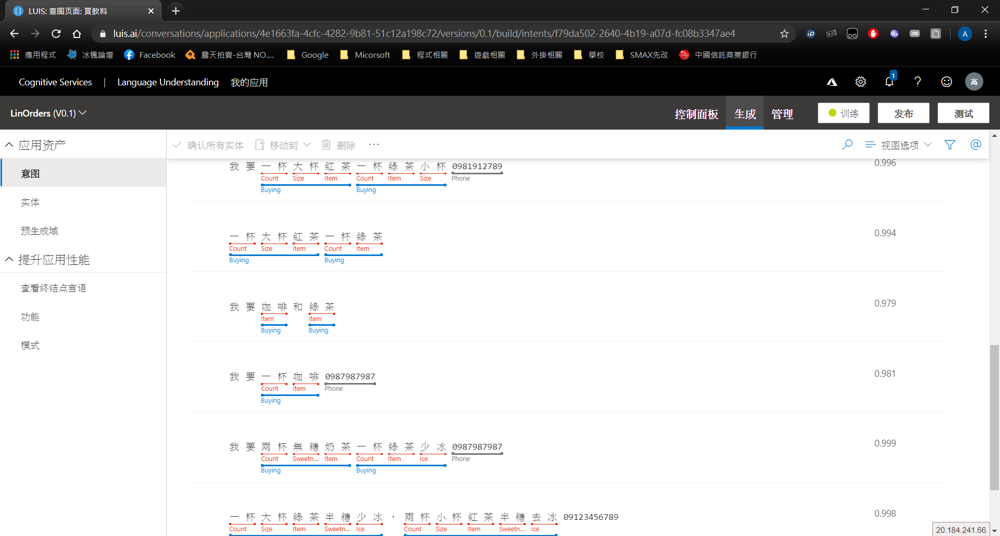 LUIS: 意图页面: 買飲料
luis.ai/conversations/applications/4e1663fa-4cfc-4282-9b81-51c12a198c72/versions/0.1/build/intents/f79da502-2640-4b19-a07d-fc08b3347ae4
應用程式 冰楓論壇 Facebook 露天拍賣-台灣 NO.... Google Micorsoft 程式相關 遊戲相關 外掛相關 學校 SMAX先改 中國信託商業銀行
Cognitive Services | Language Understanding 我的应用 1 高
LinOrders (V0.1) 控制面板 生成 管理 训练 发布 测试
应用资产
意图
实体
预生成域
提升应用性能
查看终结点言语
功能
模式
确认所有实体 移动到 删除 ... 视图选项
我 要 一 杯 大 杯 紅 茶 一 杯 綠 茶 小 杯 0981912789 0.996
Count Size Item Count Item Size Phone
Buying Buying
一 杯 大 杯 紅 茶 一 杯 綠 茶 0.994
Count Size Item Count Item
Buying Buying
我 要 咖 啡 和 綠 茶 0.979
Item Item
Buying Buying
我 要 一 杯 咖 啡 0987987987 0.981
Count Item Phone
Buying
我 要 兩 杯 無 糖 奶 茶 一 杯 綠 茶 少 冰 0987987987 0.999
Count Sweetn... Item Count Item Ice Phone
Buying Buying
一 杯 大 杯 綠 茶 半 糖 少 冰 ， 兩 杯 小 杯 紅 茶 半 糖 去 冰 09123456789 0.998
Count Size Item Sweetn... Ice Count Size Item Sweetn... Ice
20.184.241.66